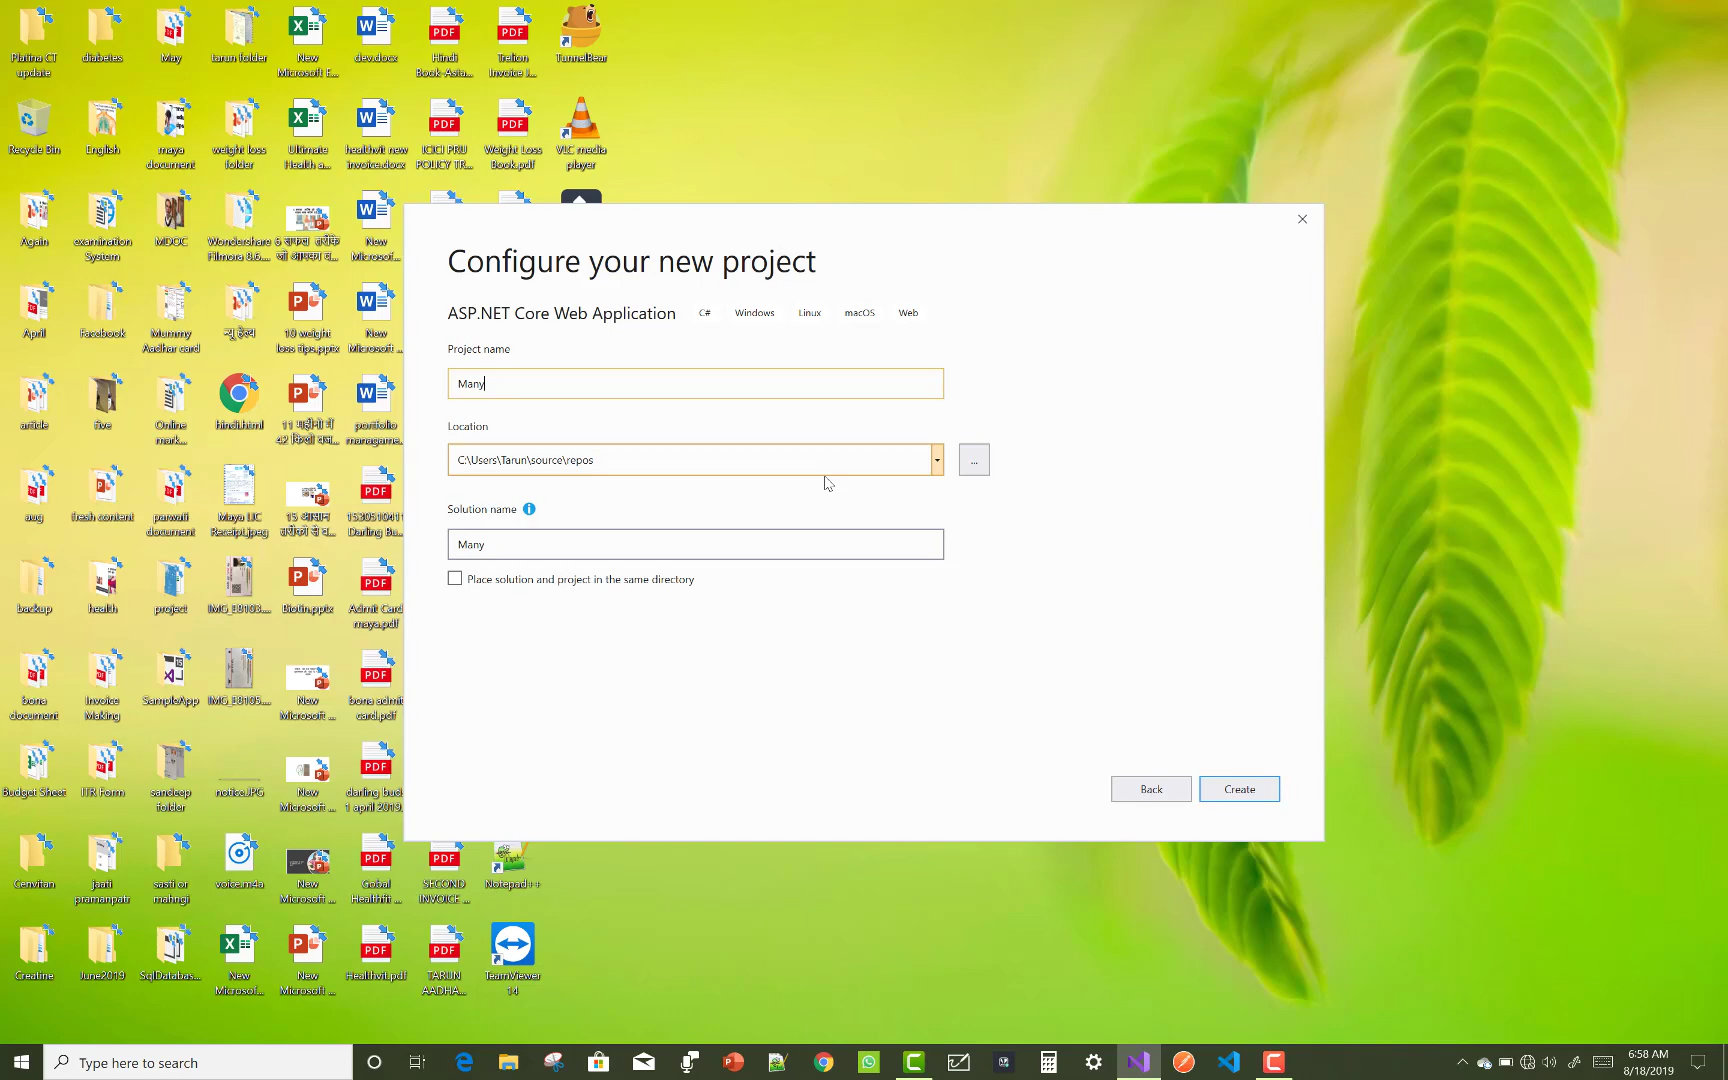 Platina CT
update
diabetes
May
tarun folder
New
Microsoft E...
dev.docx
Hindi
Book-Asia...
Trelion
Invoice J...
TunnelBear
Recycle Bin
English
maya
document
weight loss
folder
Ultimate
Health a...
healthvit new
invoice.docx
ICICI PRU
POLICY TR...
Weight Loss
Book.pdf
VLC media
player
Again
examination
System
MDOC
Wondershare
Filmora 8.6...
New
Microsof...
April
Facebook
Mummy
Aadhar card
न्यू हेल्थ
10 weight
loss tips.pptx
New
Microsoft ...
article
five
Online
mark...
hindi.html
portfolio
manageme...
aug
fresh content
parwati
document
Maya LIC
Receipt.jpeg
1530510411
Darling Bu...
backup
health
project
IMG_E8103....
Biotin.pptx
Admit Card
maya.pdf
bona
document
Invoice
Making
SampleApp
IMG_E8105....
New
Microsoft ...
bona admit
card.pdf
Budget Sheet
ITR Form
sandeep
folder
notice.JPG
New
Microsoft ...
darling bud...
1 april 2019...
Cenvitan
jaati
pramanpatr
sasti or
mahngi
voice.m4a
New
Microsoft ...
Gobal
Healthfit ...
SECOND
INVOICE ...
Notepad++
Creatine
June2019
SqlDatabas...
New
Microsof...
New
Microsoft ...
Healthvit.pdf
TARUN
AADHA...
TeamViewer
14
Configure your new project
ASP.NET Core Web Application C# Windows Linux macOS Web
Project name
Many
Location
C:\Users\Tarun\source\repos
...
Solution name
Many
Place solution and project in the same directory
Back Create
Type here to search
6:58 AM
8/18/2019